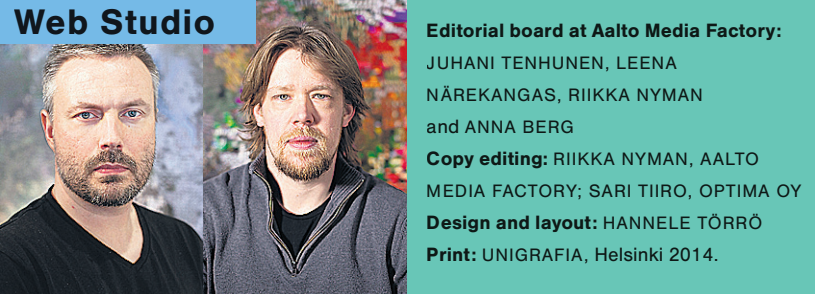 Web Studio
Editorial board at Aalto Media Factory:
JUHANI TENHUNEN, LEENA
NÄREKANGAS, RIIKKA NYMAN
and ANNA BERG
Copy editing: RIIKKA NYMAN, AALTO
MEDIA FACTORY; SARI TIIRO, OPTIMA OY
Design and layout: HANNELE TÖRRÖ
Print: UNIGRAFIA, Helsinki 2014.